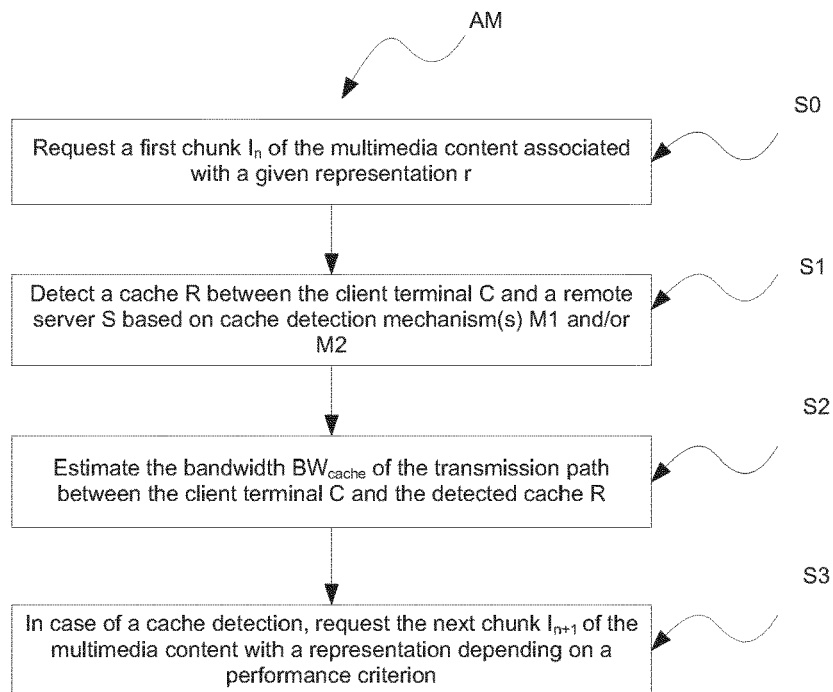 AM
S0
Request a first chunk Iₙ of the multimedia content associated
with a given representation r
S1
Detect a cache R between the client terminal C and a remote
server S based on cache detection mechanism(s) M1 and/or
M2
S2
Estimate the bandwidth BW_cache of the transmission path
between the client terminal C and the detected cache R
S3
In case of a cache detection, request the next chunk Iₙ₊₁ of the
multimedia content with a representation depending on a
performance criterion